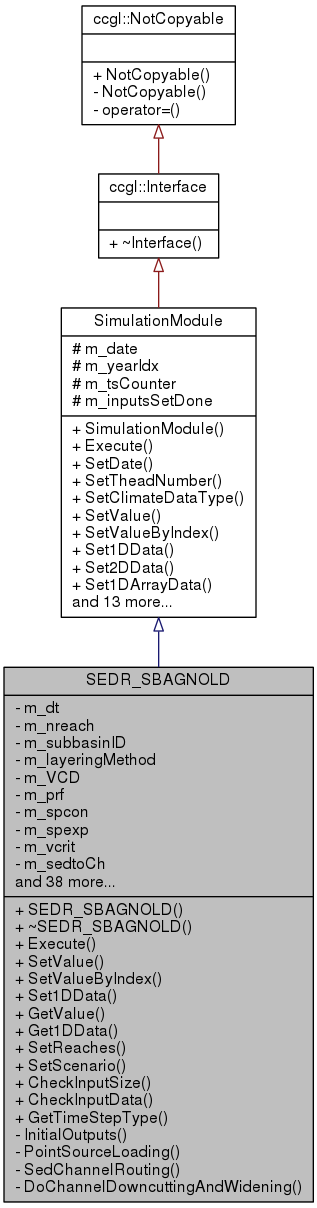 ccgl::NotCopyable
+ NotCopyable()
- NotCopyable()
- operator=()
ccgl::Interface
+ ~Interface()
SimulationModule
# m_date
# m_yearIdx
# m_tsCounter
# m_inputsSetDone
+ SimulationModule()
+ Execute()
+ SetDate()
+ SetTheadNumber()
+ SetClimateDataType()
+ SetValue()
+ SetValueByIndex()
+ Set1DData()
+ Set2DData()
+ Set1DArrayData()
and 13 more...
SEDR_SBAGNOLD
- m_dt
- m_nreach
- m_subbasinID
- m_layeringMethod
- m_VCD
- m_prf
- m_spcon
- m_spexp
- m_vcrit
- m_sedtoCh
and 38 more...
+ SEDR_SBAGNOLD()
+ ~SEDR_SBAGNOLD()
+ Execute()
+ SetValue()
+ SetValueByIndex()
+ Set1DData()
+ GetValue()
+ Get1DData()
+ SetReaches()
+ SetScenario()
+ CheckInputSize()
+ CheckInputData()
+ GetTimeStepType()
- InitialOutputs()
- PointSourceLoading()
- SedChannelRouting()
- DoChannelDowncuttingAndWidening()